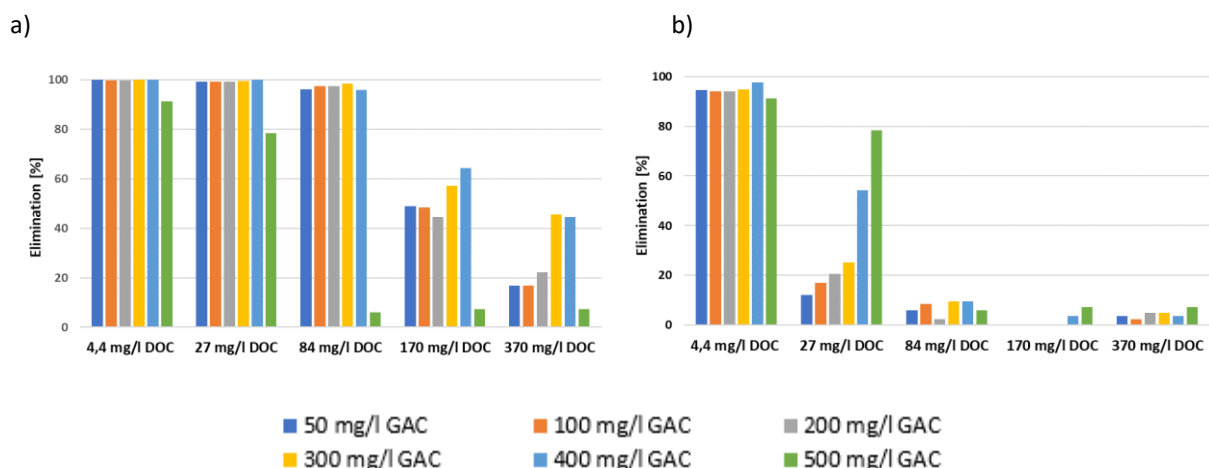 a)
b)
Elimination [%]
100
80
60
40
20
0
4,4 mg/l DOC 27 mg/l DOC 84 mg/l DOC 170 mg/l DOC 370 mg/l DOC
Elimination [%]
100
80
60
40
20
0
4,4 mg/l DOC 27 mg/l DOC 84 mg/l DOC 170 mg/l DOC 370 mg/l DOC
50 mg/l GAC 100 mg/l GAC 200 mg/l GAC
300 mg/l GAC 400 mg/l GAC 500 mg/l GAC